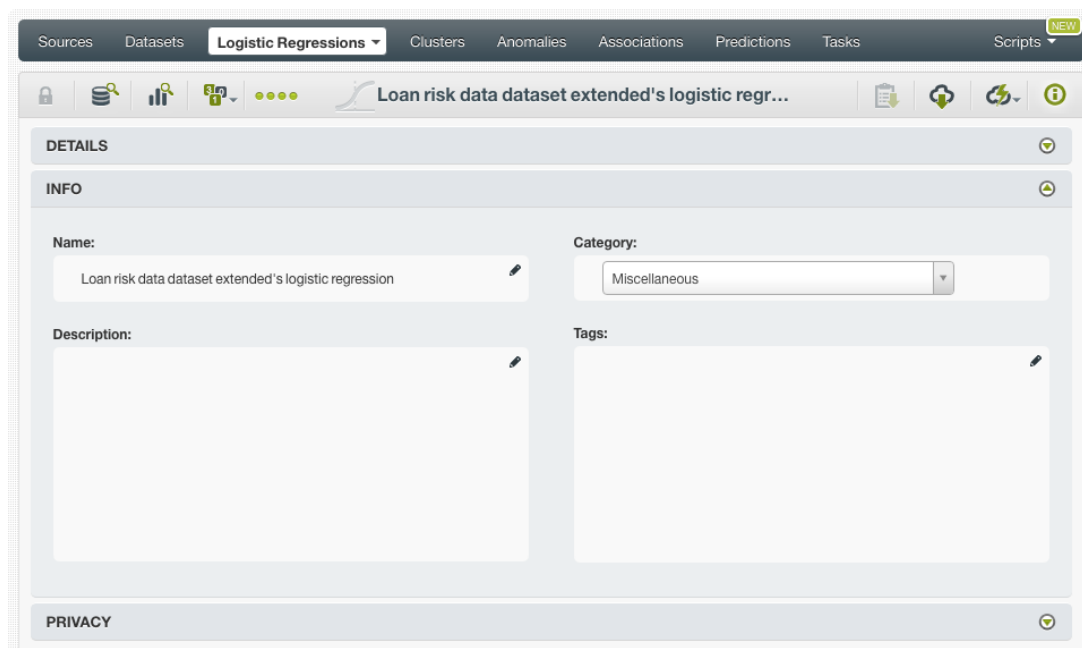 NEW
Sources Datasets Logistic Regressions Clusters Anomalies Associations Predictions Tasks Scripts
Loan risk data dataset extended's logistic regr...
DETAILS
INFO
Name: Category:
Loan risk data dataset extended's logistic regression Miscellaneous
Description: Tags:
PRIVACY